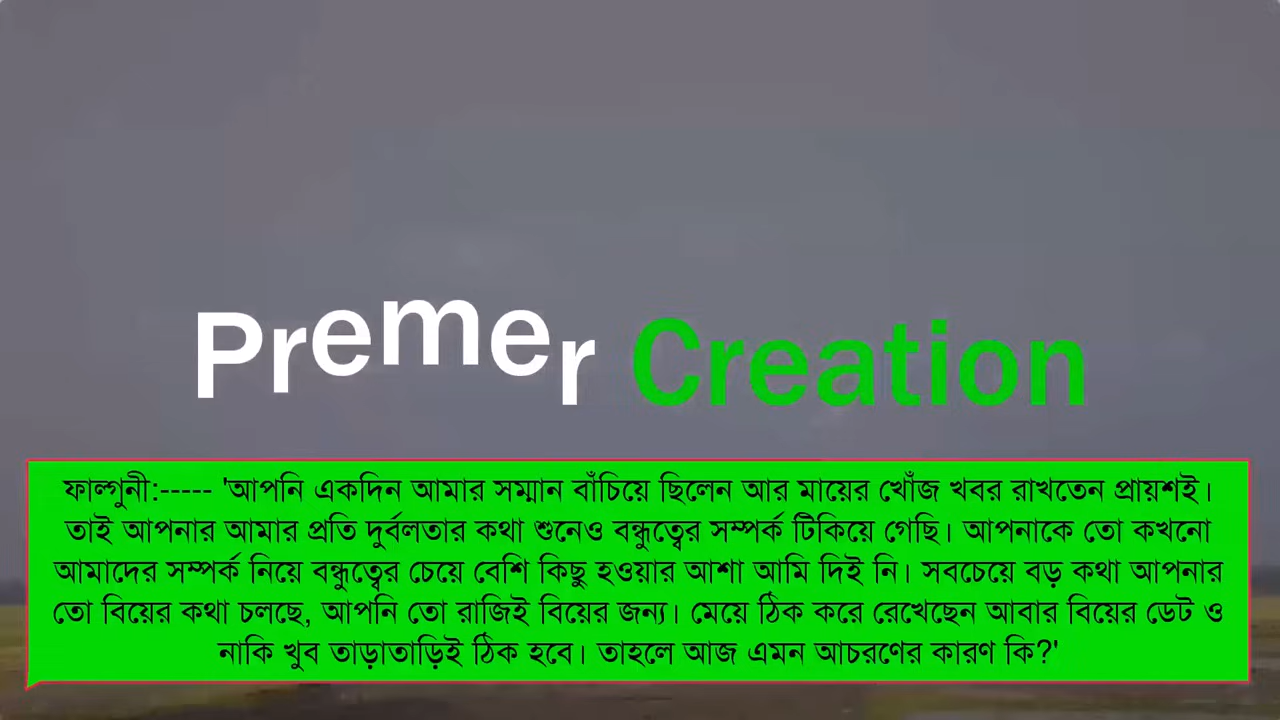 Premer Creation
ফাল্গুনী:----- 'আপনি একদিন আমার সম্মান বাঁচিয়ে ছিলেন আর মায়ের খোঁজ খবর রাখতেন প্রায়শই।
তাই আপনার আমার প্রতি দুর্বলতার কথা শুনেও বন্ধুত্বের সম্পর্ক টিকিয়ে গেছি। আপনাকে তো কখনো
আমাদের সম্পর্ক নিয়ে বন্ধুত্বের চেয়ে বেশি কিছু হওয়ার আশা আমি দিই নি। সবচেয়ে বড় কথা আপনার
তো বিয়ের কথা চলছে, আপনি তো রাজিই বিয়ের জন্য। মেয়ে ঠিক করে রেখেছেন আবার বিয়ের ডেট ও
নাকি খুব তাড়াতাড়িই ঠিক হবে। তাহলে আজ এমন আচরণের কারণ কি?'